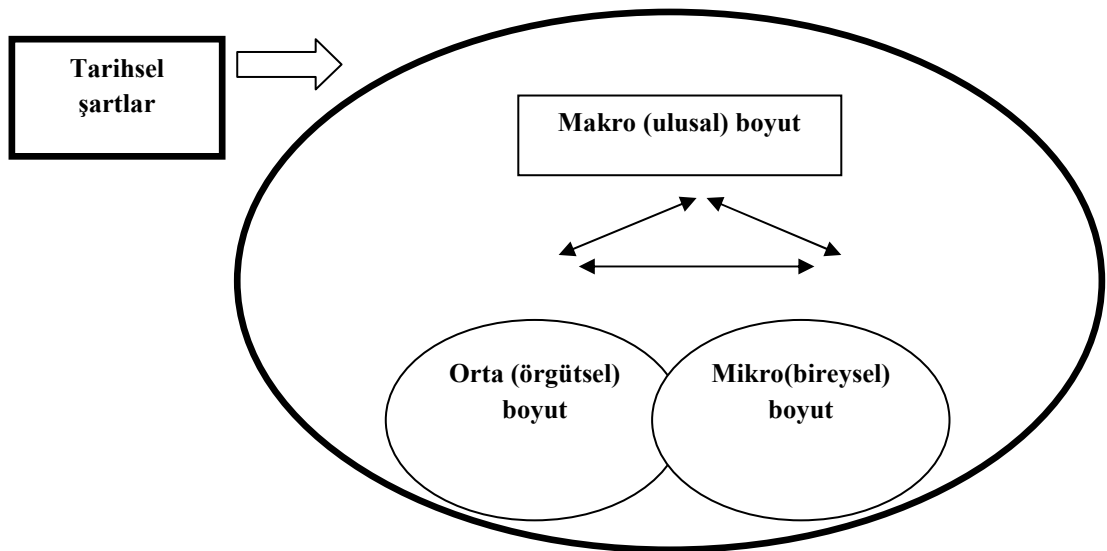 Tarihsel
şartlar
Makro (ulusal) boyut
Orta (örgütsel)
boyut
Mikro(bireysel)
boyut